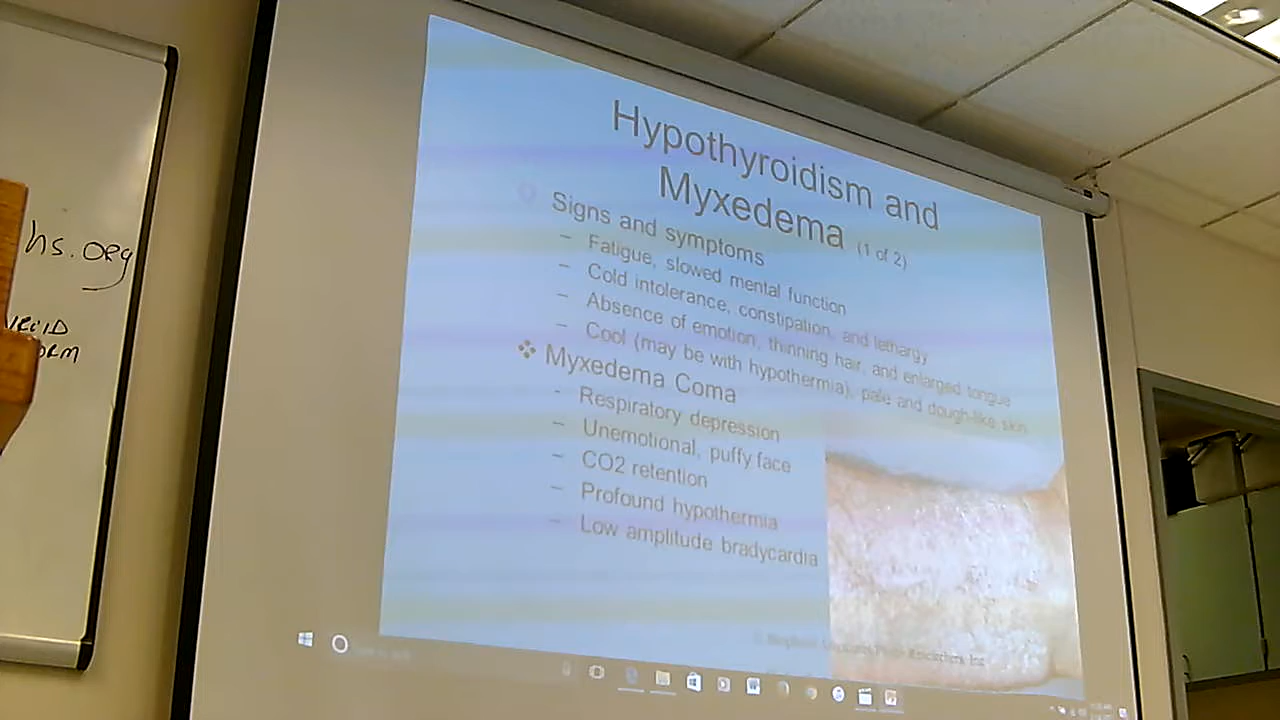 hs.org
Hypothyroidism and
Myxedema (1 of 2)
Signs and symptoms
– Fatigue, slowed mental function
– Cold intolerance, constipation, and lethargy
– Absence of emotion, thinning hair, and enlarged tongue
– Cool (may be with hypothermia), pale and dough-like skin
❖ Myxedema Coma
– Respiratory depression
– Unemotional, puffy face
– CO2 retention
– Profound hypothermia
– Low amplitude bradycardia
Researchers, Inc